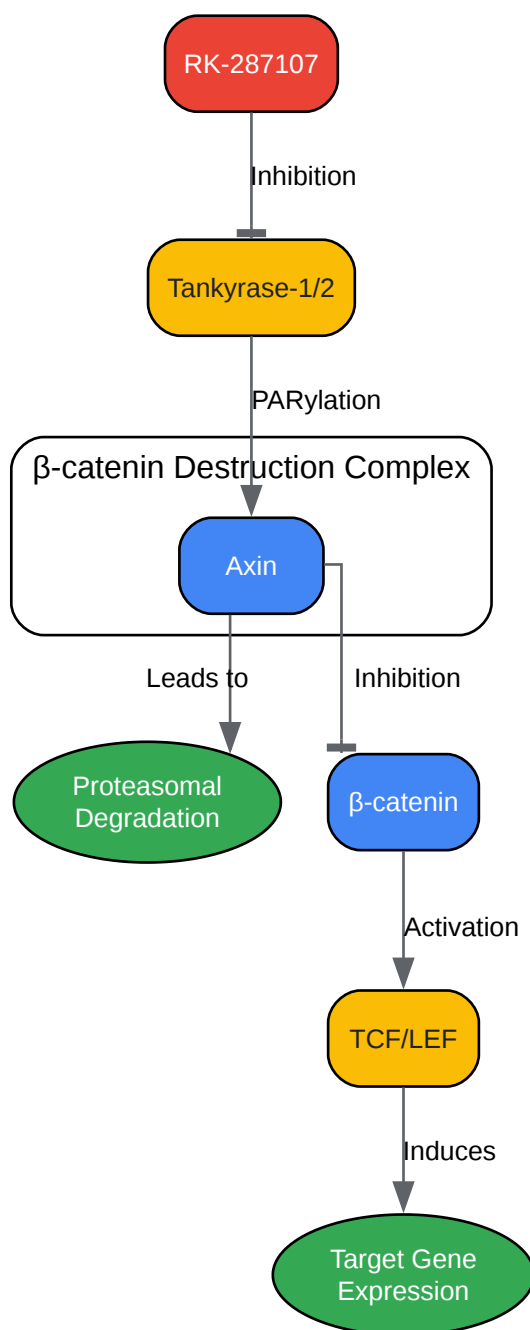 RK-287107
Inhibition
Tankyrase-1/2
PARylation
β-catenin Destruction Complex
Axin
Leads to
Inhibition
Proteasomal
Degradation
β-catenin
Activation
TCF/LEF
Induces
Target Gene
Expression